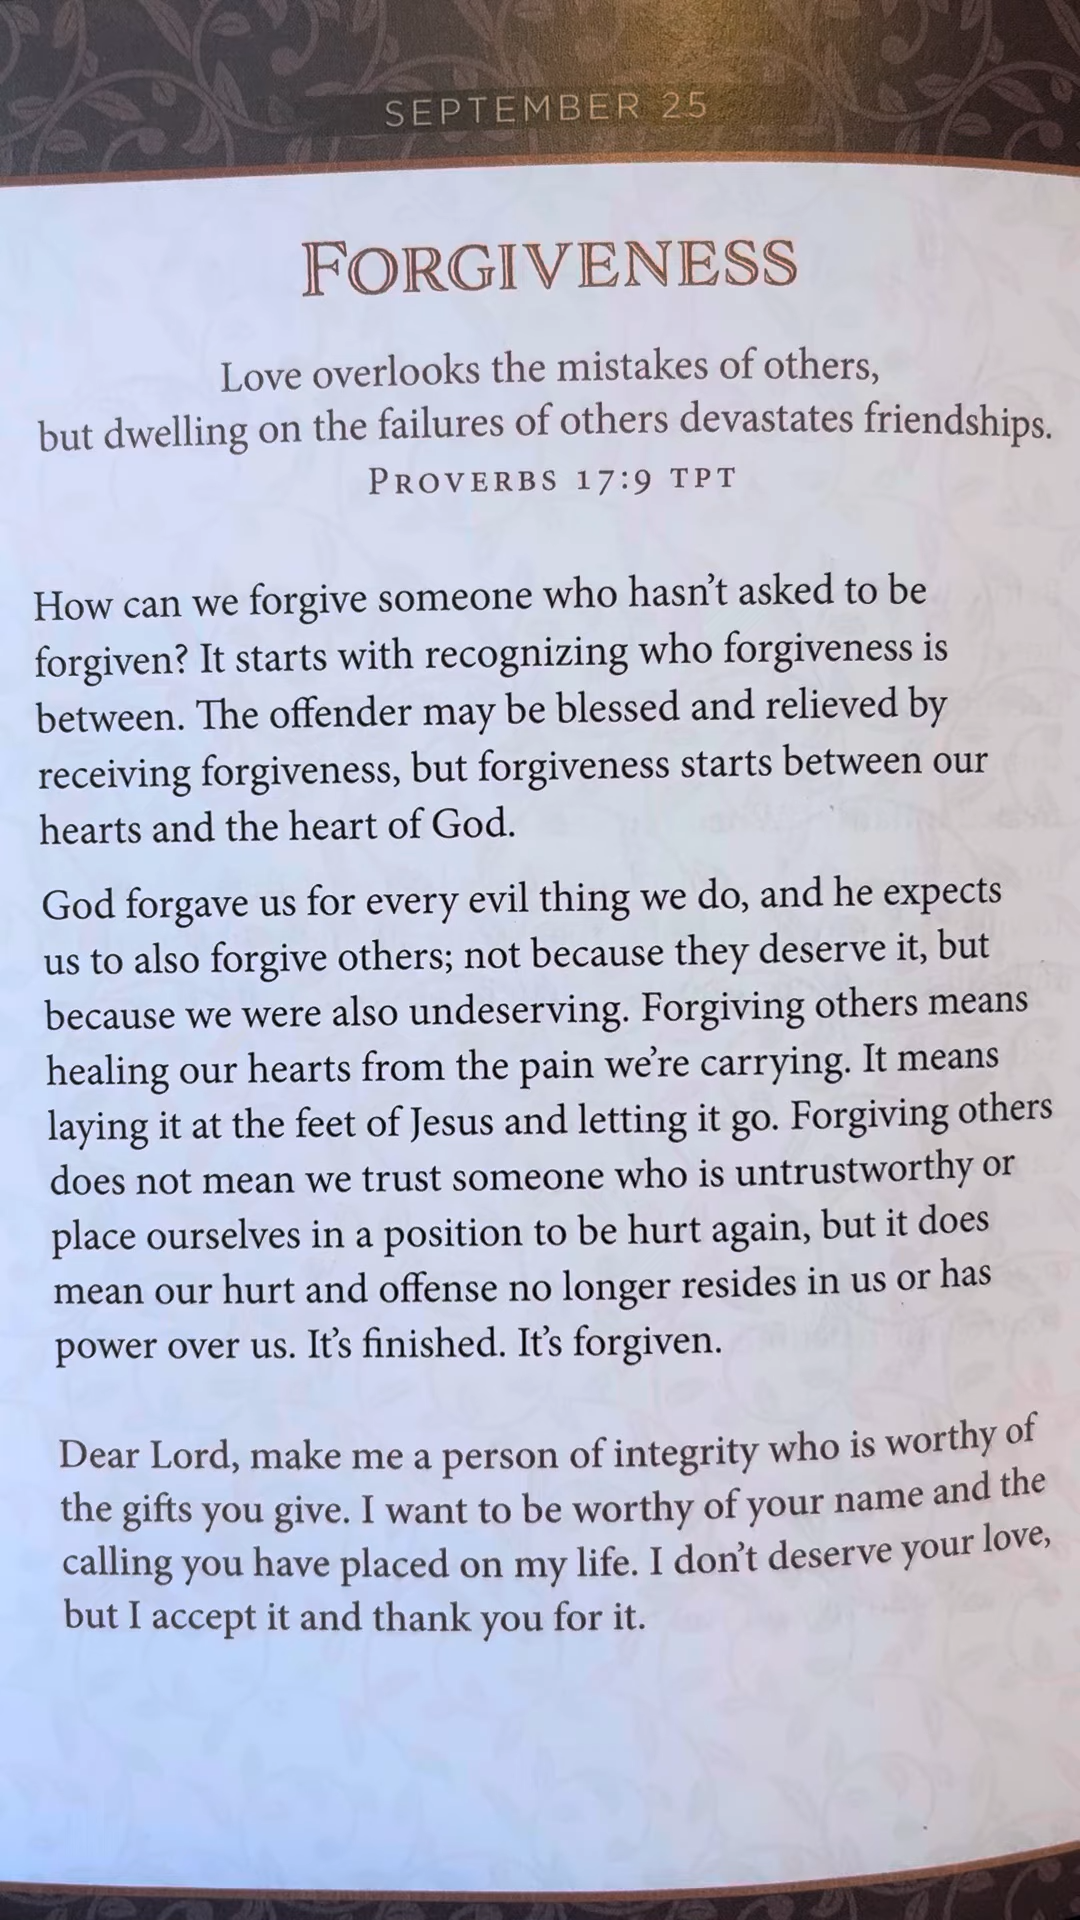 SEPTEMBER 25
FORGIVENESS
Love overlooks the mistakes of others,
but dwelling on the failures of others devastates friendships.
PROVERBS 17:9 TPT
How can we forgive someone who hasn't asked to be
forgiven? It starts with recognizing who forgiveness is
between. The offender may be blessed and relieved by
receiving forgiveness, but forgiveness starts between our
hearts and the heart of God.
God forgave us for every evil thing we do, and he expects
us to also forgive others; not because they deserve it, but
because we were also undeserving. Forgiving others means
healing our hearts from the pain we're carrying. It means
laying it at the feet of Jesus and letting it go. Forgiving others
does not mean we trust someone who is untrustworthy or
place ourselves in a position to be hurt again, but it does
mean our hurt and offense no longer resides in us or has
power over us. It's finished. It's forgiven.
Dear Lord, make me a person of integrity who is worthy of
the gifts you give. I want to be worthy of your name and the
calling you have placed on my life. I don't deserve your love,
but I accept it and thank you for it.